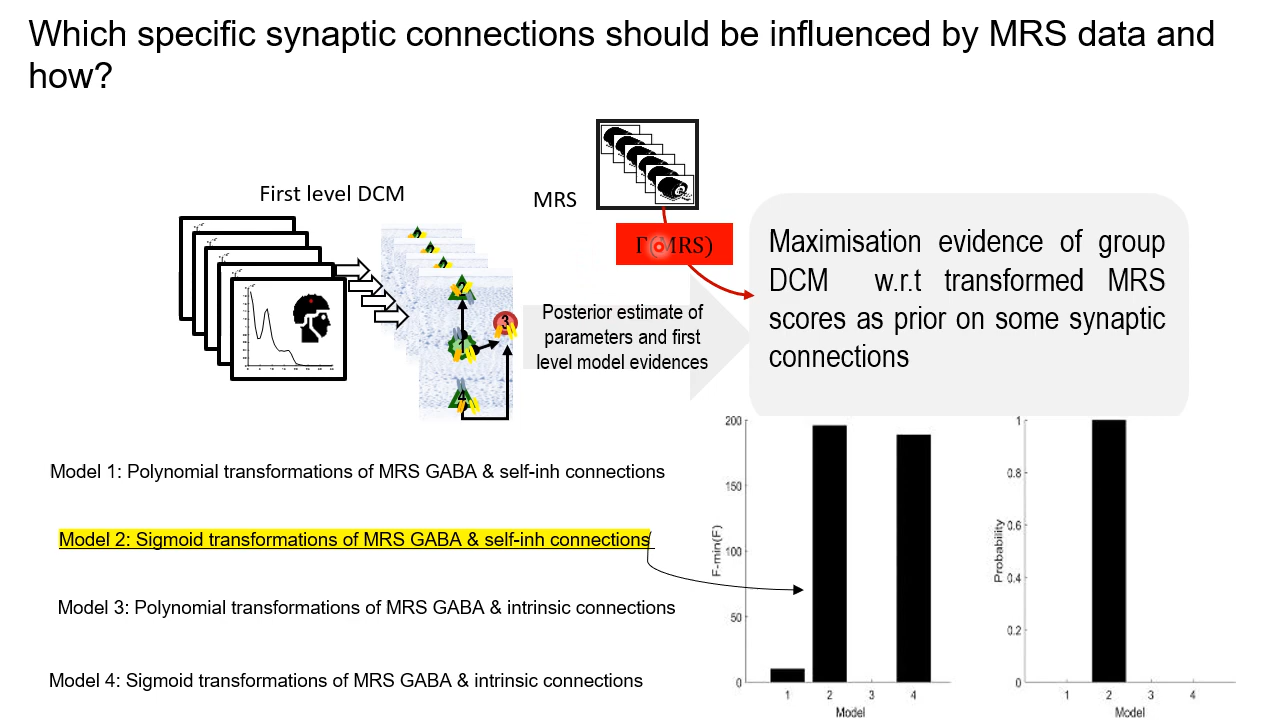 Which specific synaptic connections should be influenced by MRS data and
how?
First level DCM
MRS
Γ(MRS)
2
3
1
4
Posterior estimate of
parameters and first
level model evidences
Maximisation evidence of group
DCM w.r.t transformed MRS
scores as prior on some synaptic
connections
Model 1: Polynomial transformations of MRS GABA & self-inh connections
Model 2: Sigmoid transformations of MRS GABA & self-inh connections
Model 3: Polynomial transformations of MRS GABA & intrinsic connections
Model 4: Sigmoid transformations of MRS GABA & intrinsic connections
200
150
100
50
0
F-min(F)
1 2 3 4
Model
1
0.8
0.6
0.4
0.2
0
Probability
1 2 3 4
Model